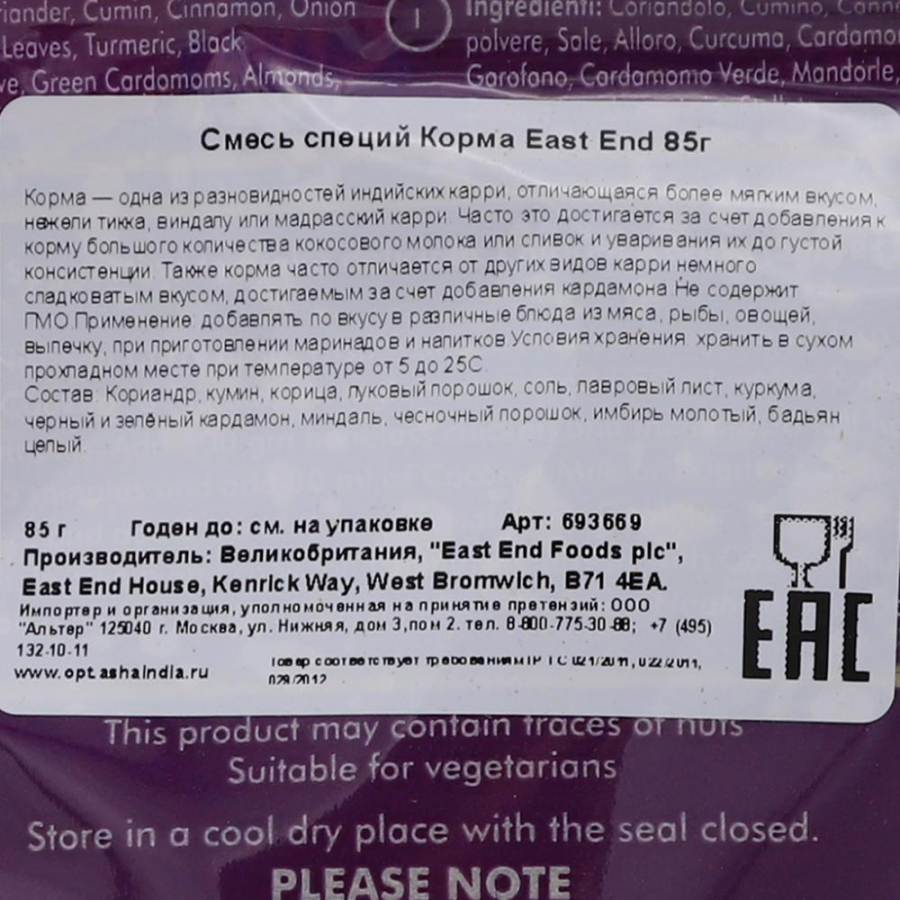 iander, Cumin, Cinnamon, Onion
Leaves, Turmeric, Black
ve, Green Cardamoms, Almonds,
I
Ingredienti: Coriandolo, Cumino,
polvere, Sale, Alloro, Curcuma, Cardamo
Garofano, Cardamomo Verde, Mandorle,
Смесь специй Корма East End 85г
Корма — одна из разновидностей индийских карри, отличающаяся более мягким вкусом,
нежели тикка, виндалу или мадрасский карри. Часто это достигается за счет добавления к
корму большого количества кокосового молока или сливок и уваривания их до густой
консистенции. Также корма часто отличается от других видов карри немного
сладковатым вкусом, достигаемым за счет добавления кардамона.Не содержит
ГМО.Применение: добавлять по вкусу в различные блюда из мяса, рыбы, овощей,
выпечку, при приготовлении маринадов и напитков.Условия хранения: хранить в сухом
прохладном месте при температуре от 5 до 25С.
Состав: Кориандр, кумин, корица, луковый порошок, соль, лавровый лист, куркума,
черный и зелёный кардамон, миндаль, чесночный порошок, имбирь молотый, бадьян
целый.
85 г Годен до: см. на упаковке Арт: 693669
Производитель: Великобритания, "East End Foods plc",
East End House, Kenrick Way, West Bromwich, B71 4EA.
Импортер и организация, уполномоченная на принятие претензий: ООО
"Альтер" 125040 г. Москва, ул. Нижняя, дом 3,пом 2. тел. 8-800-775-30-88; +7 (495)
132-10-11
www.opt.ashaindia.ru
Товар соответствует требованиям ТР ТС 021/2011, 022/2011,
029/2012
EAC
This product may contain traces of nuts
Suitable for vegetarians
Store in a cool dry place with the seal closed.
PLEASE NOTE